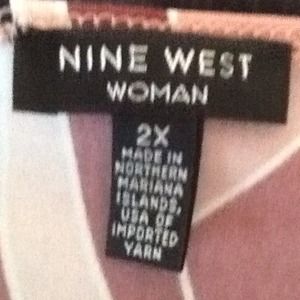 NINE WEST
WOMAN
2X
MADE IN
NORTHERN
MARIANA
ISLANDS,
USA OF
IMPORTED
YARN